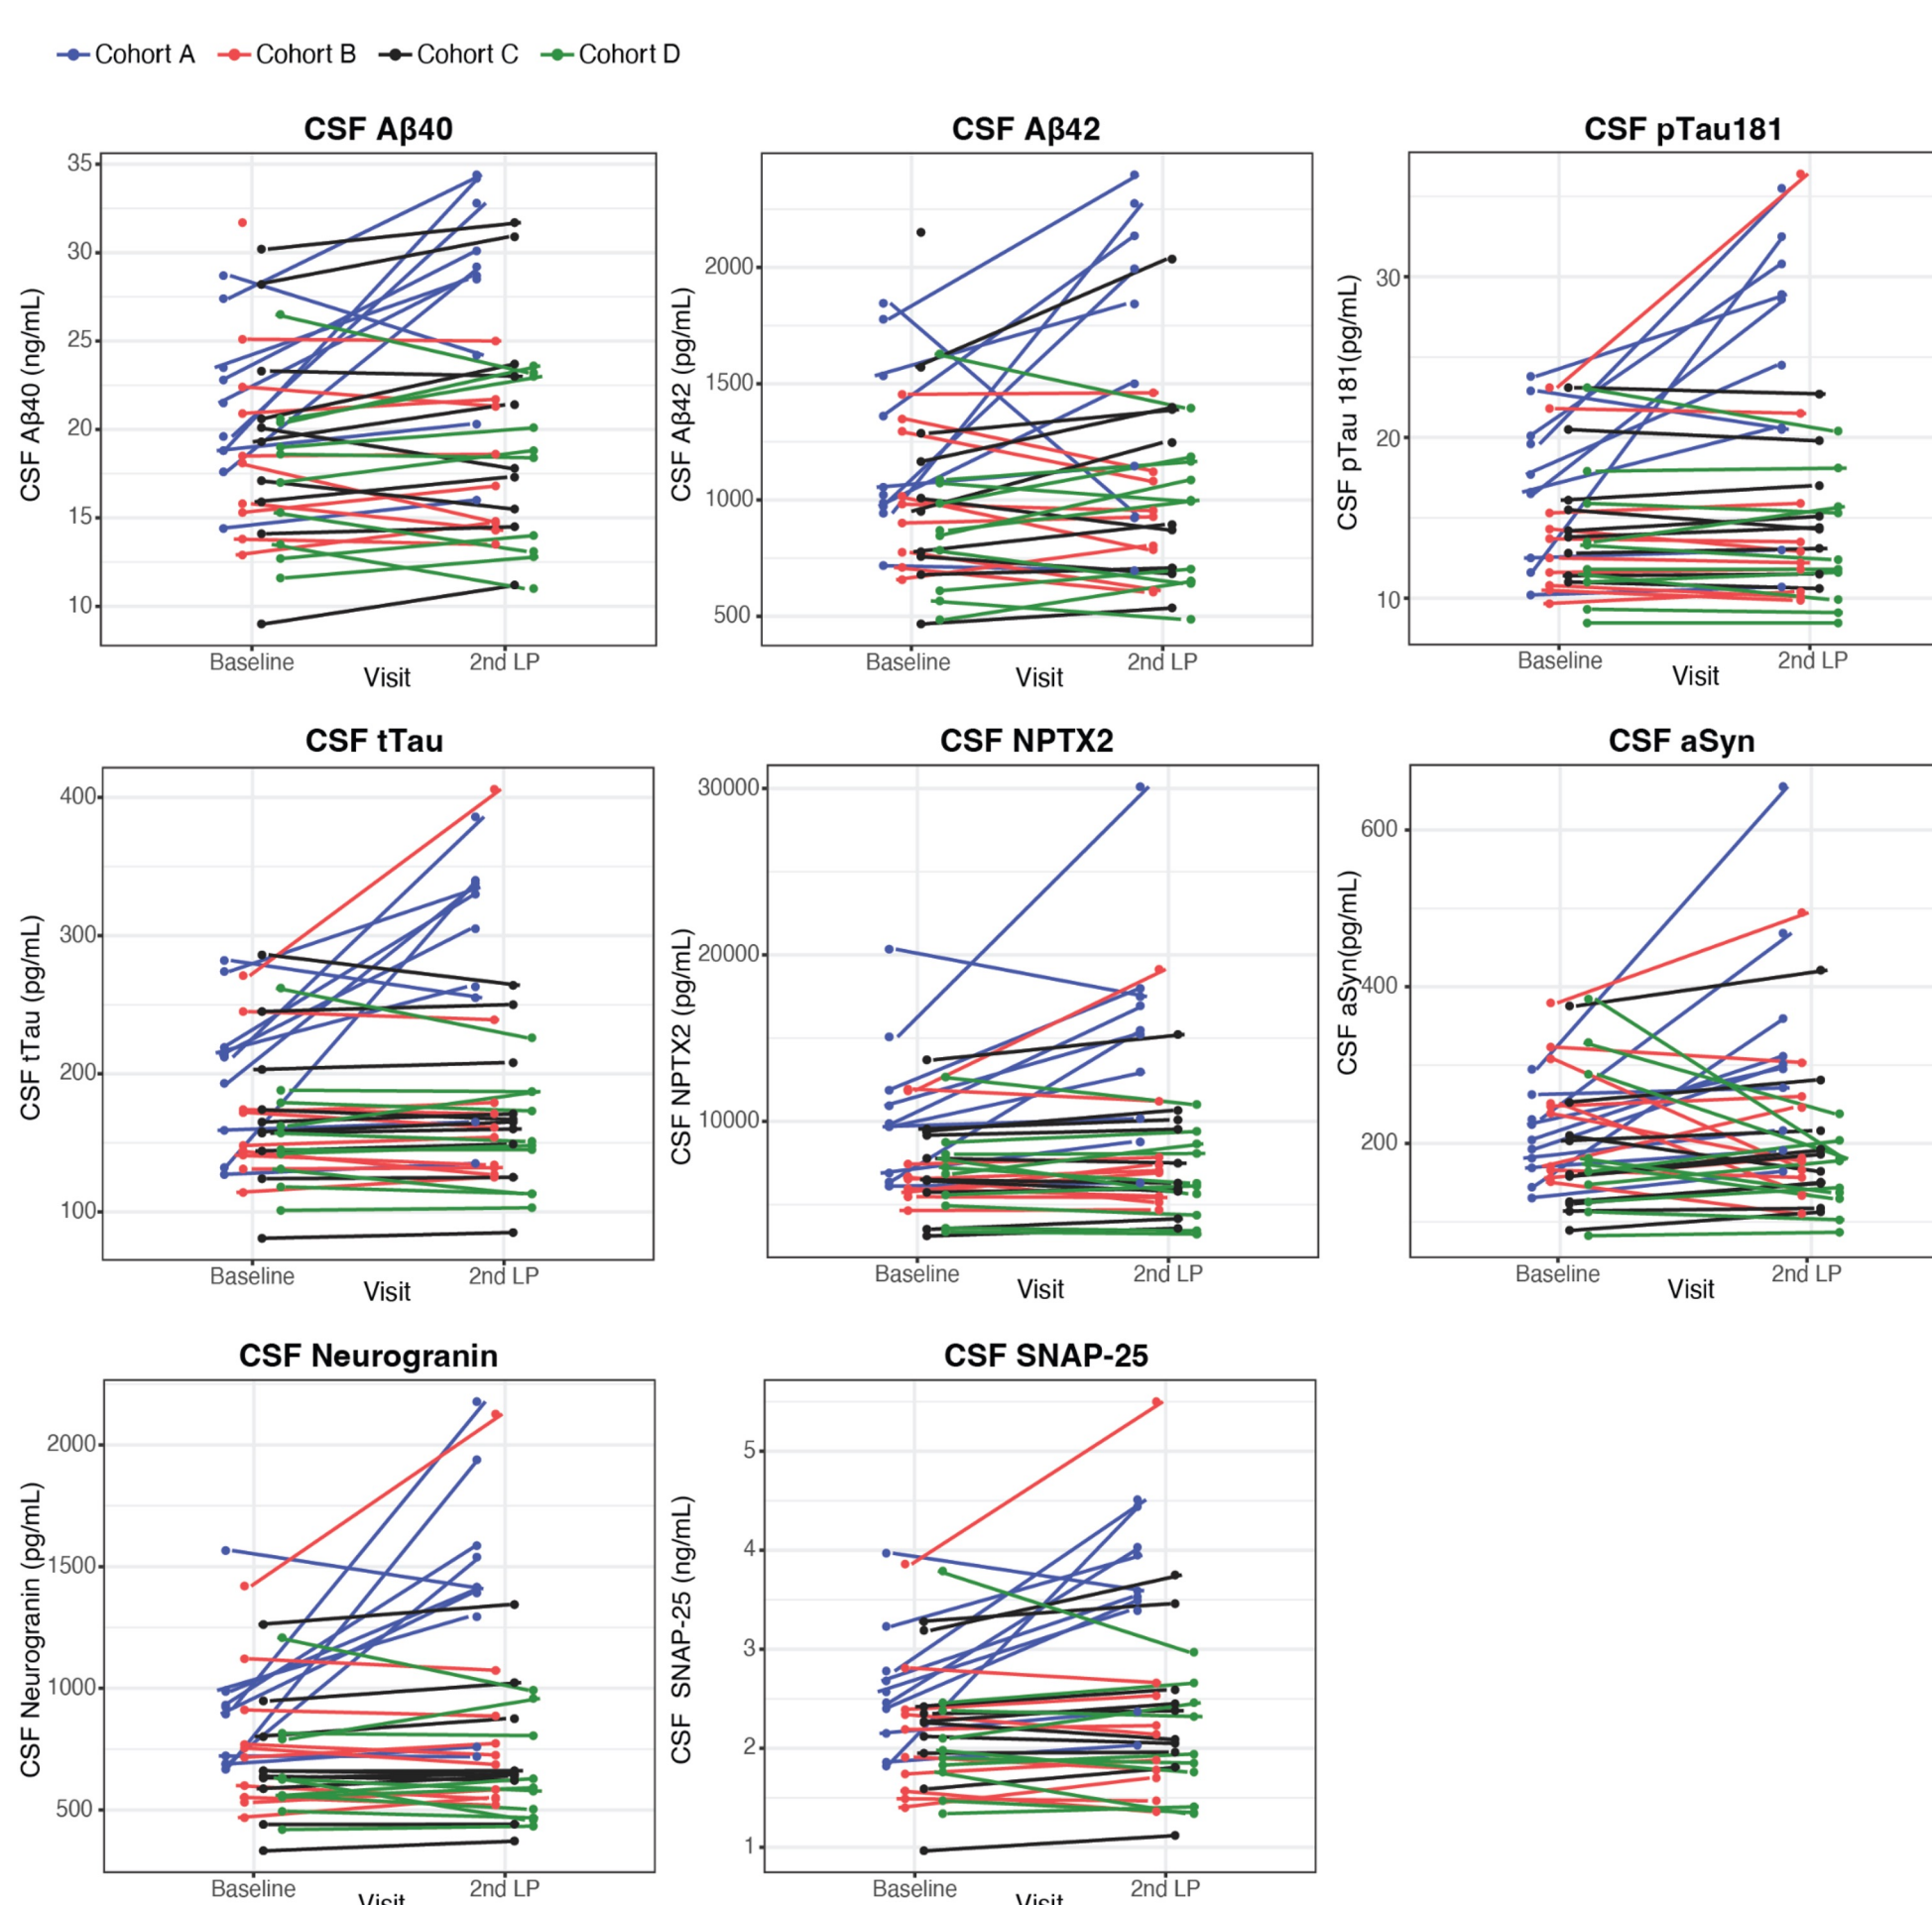 Cohort A Cohort B Cohort C Cohort D
CSF Aβ40
CSF Aβ40 (ng/mL)
35
30
25
20
15
10
Baseline 2nd LP
Visit
CSF Aβ42
CSF Aβ42 (pg/mL)
2000
1500
1000
500
Baseline 2nd LP
Visit
CSF pTau181
CSF pTau 181(pg/mL)
30
20
10
Baseline 2nd LP
Visit
CSF tTau
CSF tTau (pg/mL)
400
300
200
100
Baseline 2nd LP
Visit
CSF NPTX2
CSF NPTX2 (pg/mL)
30000
20000
10000
Baseline 2nd LP
Visit
CSF aSyn
CSF aSyn(pg/mL)
600
400
200
Baseline 2nd LP
Visit
CSF Neurogranin
CSF Neurogranin (pg/mL)
2000
1500
1000
500
Baseline 2nd LP
Visit
CSF SNAP-25
CSF SNAP-25 (ng/mL)
5
4
3
2
1
Baseline 2nd LP
Visit